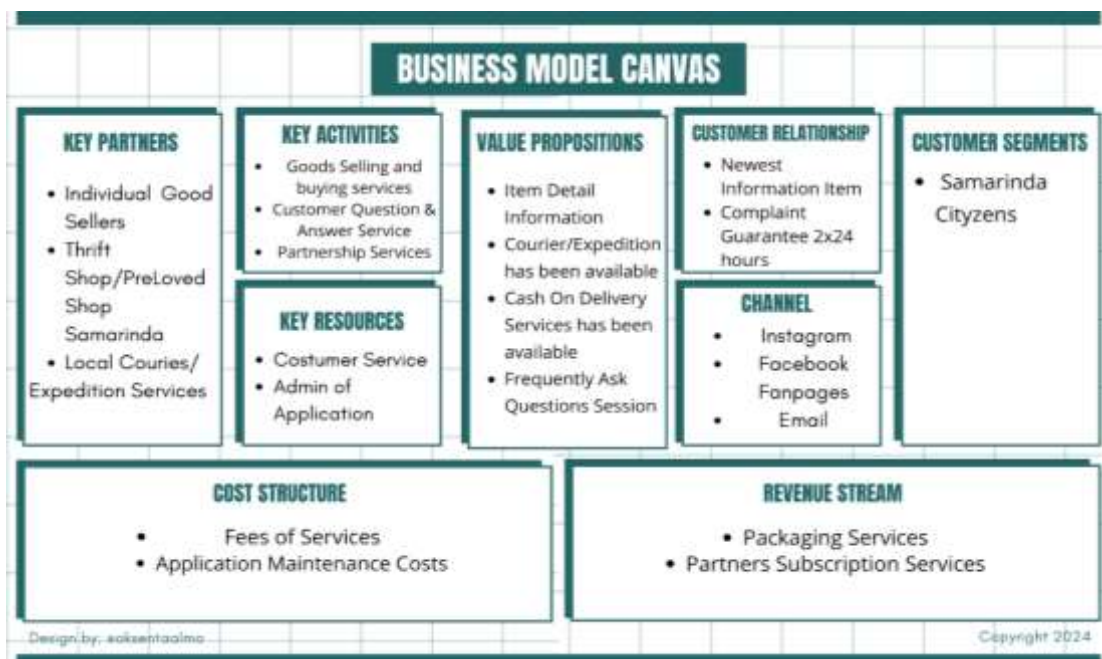 BUSINESS MODEL CANVAS
KEY PARTNERS
• Individual Good
Sellers
• Thrift
Shop/PreLoved
Shop
Samarinda
• Local Couries/
Expedition Services
KEY ACTIVITIES
• Goods Selling and
buying services
• Customer Question &
Answer Service
• Partnership Services
KEY RESOURCES
• Costumer Service
• Admin of
Application
VALUE PROPOSITIONS
• Item Detail
Information
• Courier/Expedition
has been available
• Cash On Delivery
Services has been
available
• Frequently Ask
Questions Session
CUSTOMER RELATIONSHIP
• Newest
Information Item
• Complaint
Guarantee 2x24
hours
CHANNEL
• Instagram
• Facebook
Fanpages
• Email
CUSTOMER SEGMENTS
• Samarinda
Cityzens
COST STRUCTURE
• Fees of Services
• Application Maintenance Costs
REVENUE STREAM
• Packaging Services
• Partners Subscription Services
Design by:
Copyright 2024